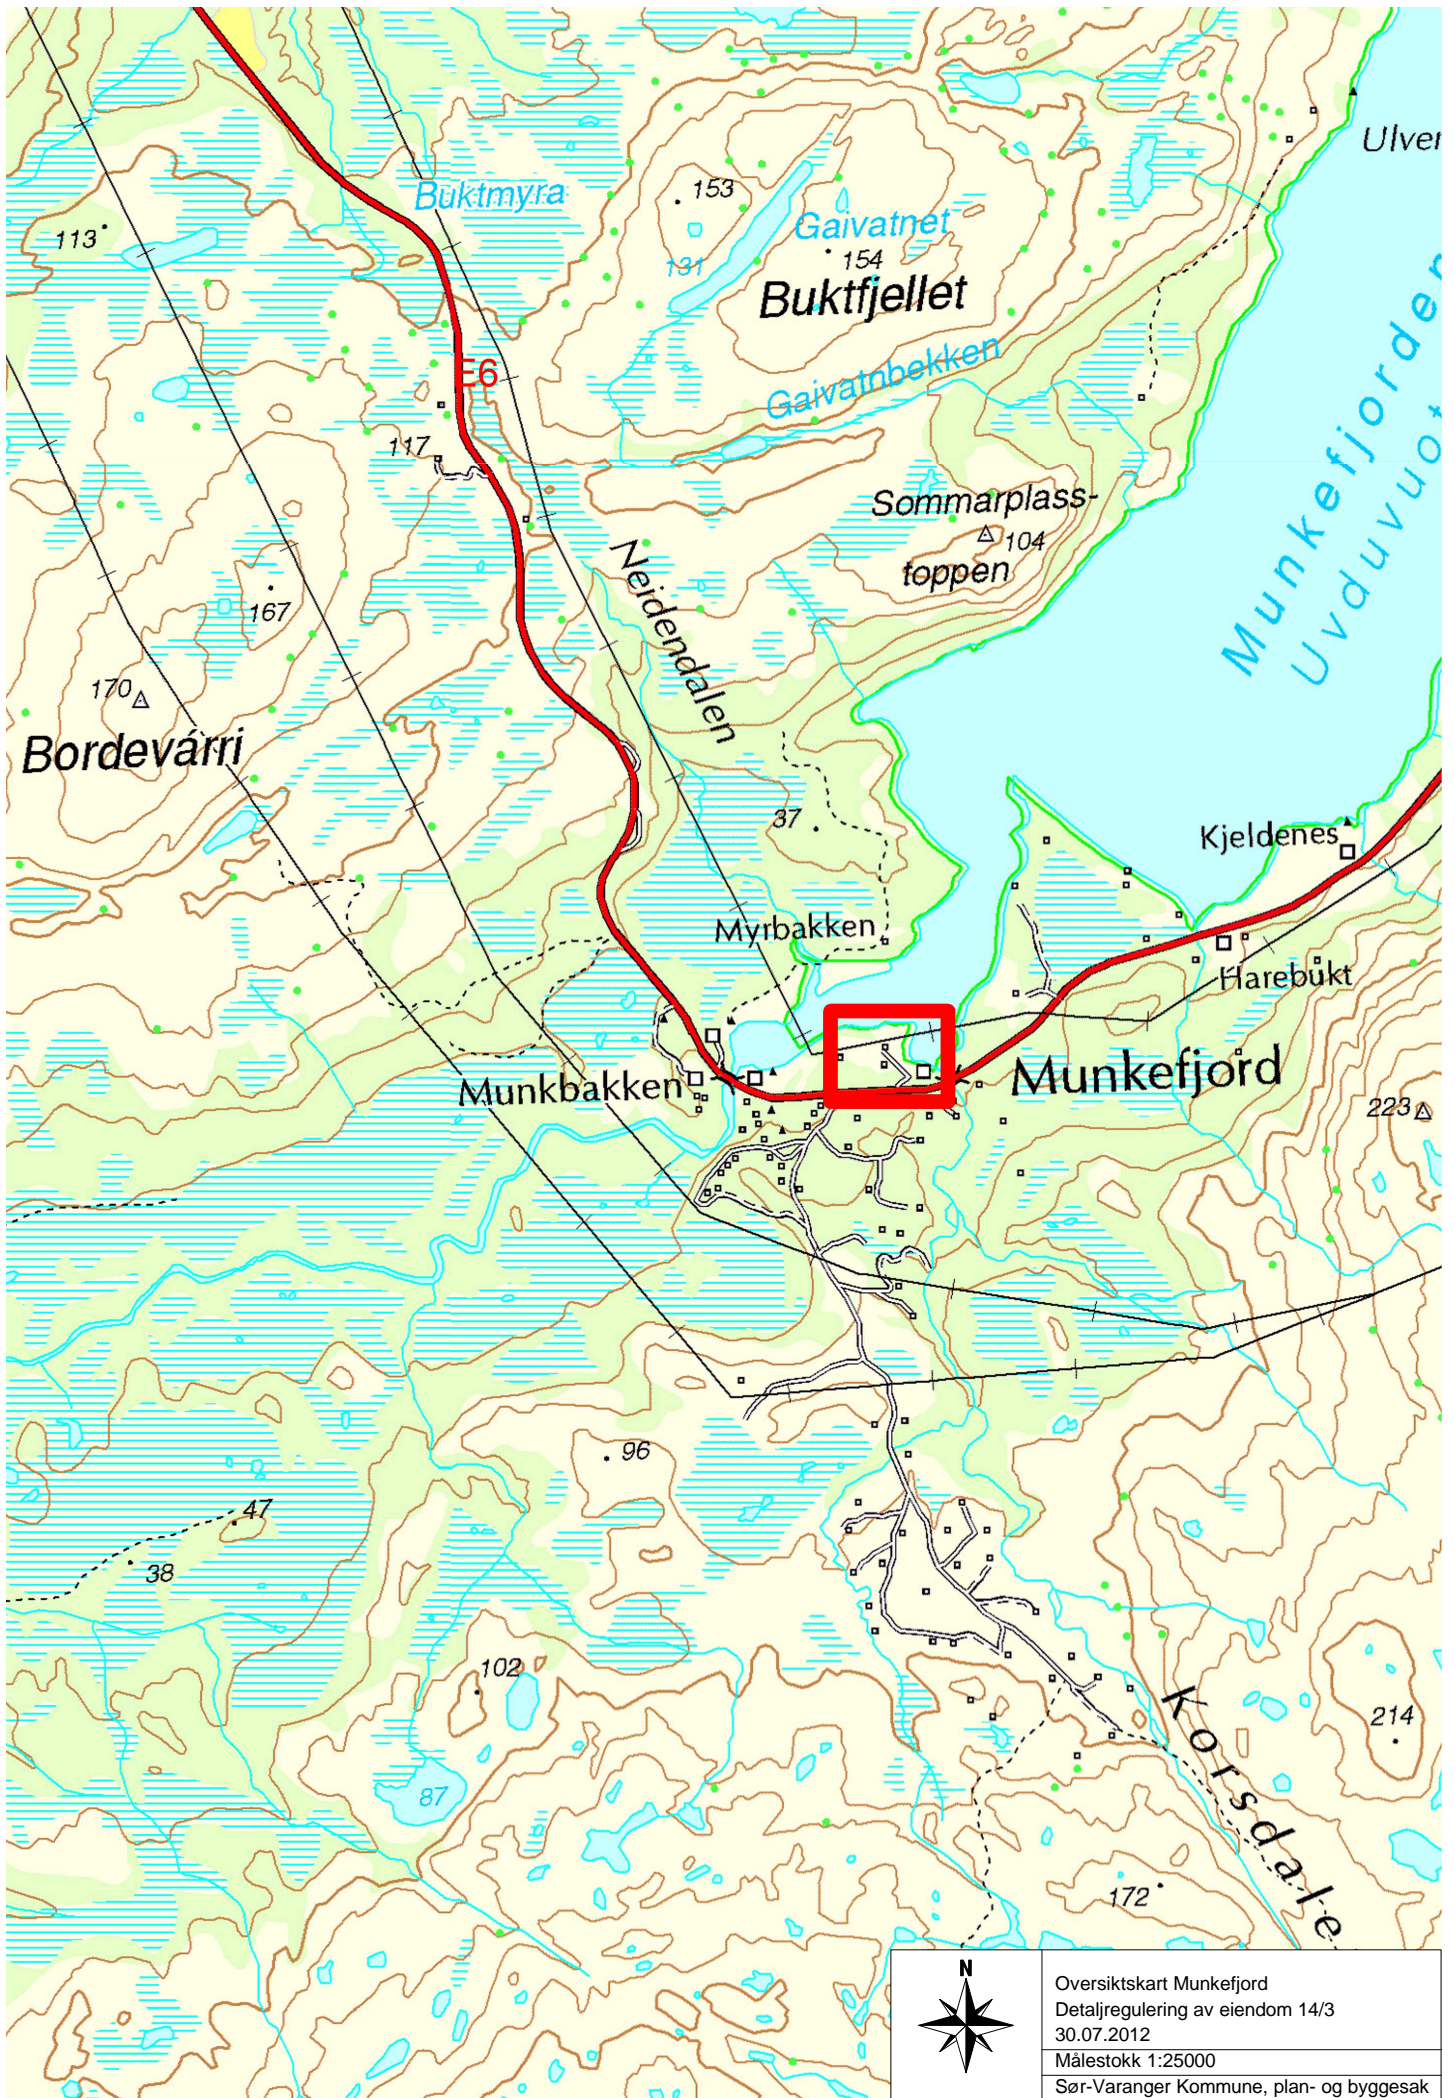 Ulver
Buktmyra
153
Gaivatnet
113
154
131
Buktfjellet
Gaivatnbekken
E6
Munkefjorden
Uvduvuot
117
Sommarplass-
104
toppen
Neidendalen
167
170
Bordevárri
37
Kjeldenes
Myrbakken
Harebukt
Munkbakken
Munkefjord
223
96
47
38
102
87
214
Korsdale
172
N
Oversiktskart Munkefjord
Detaljregulering av eiendom 14/3
30.07.2012
Målestokk 1:25000
Sør-Varanger Kommune, plan- og byggesak